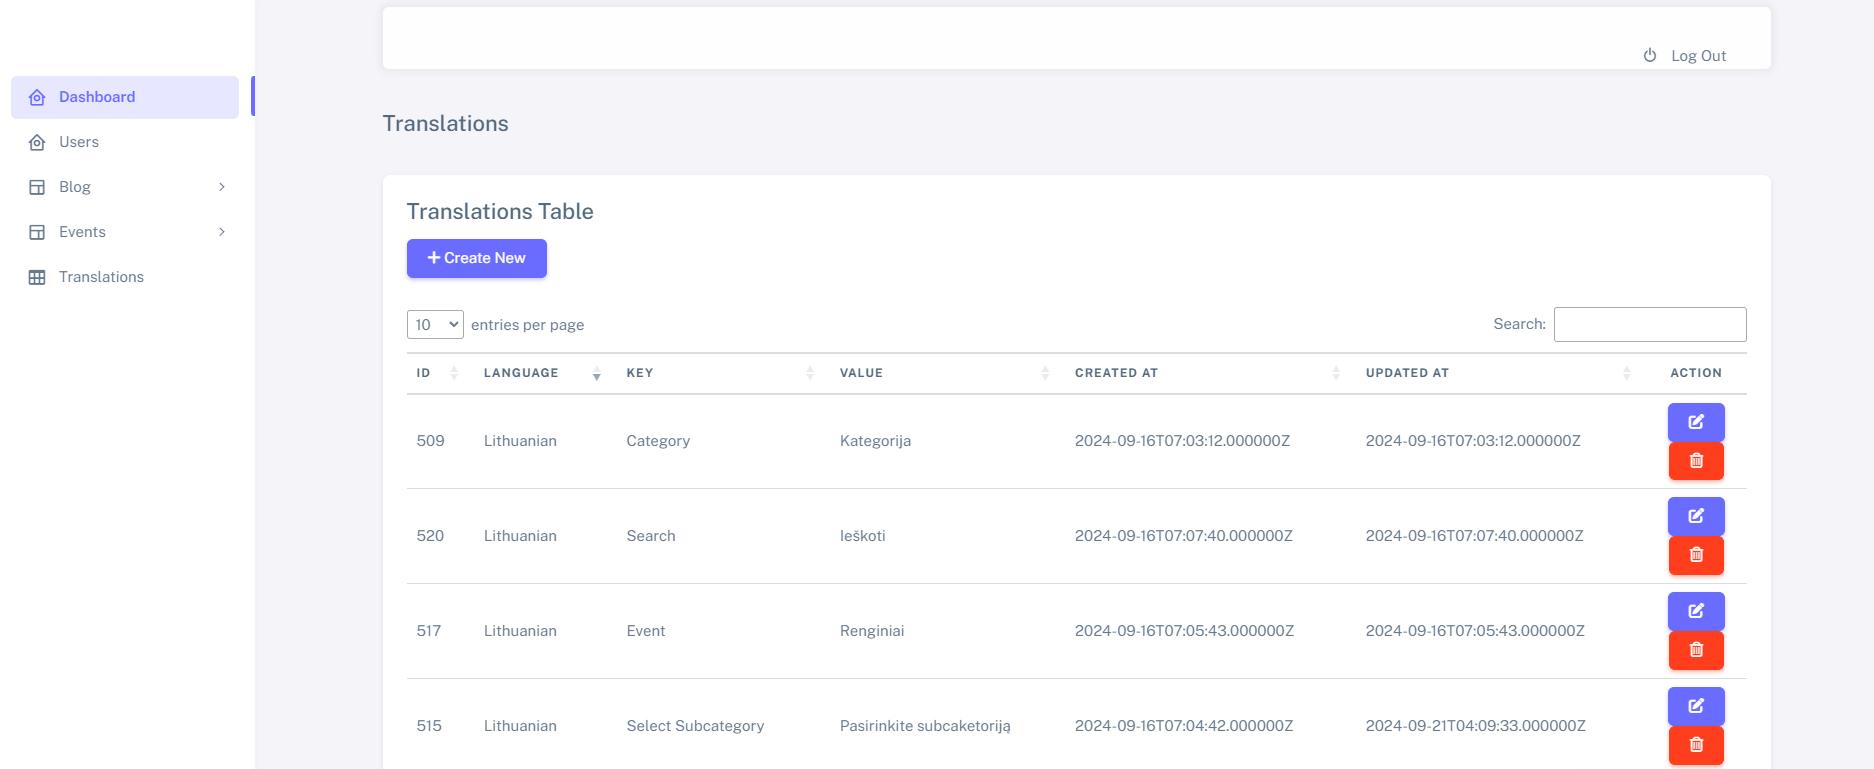 Log Out
Dashboard
Users
Blog
Events
Translations
Translations
Translations Table
Create New
10 entries per page
Search:
ID LANGUAGE KEY VALUE CREATED AT UPDATED AT ACTION
509 Lithuanian Category Kategorija 2024-09-16T07:03:12.000000Z 2024-09-16T07:03:12.000000Z
520 Lithuanian Search Ieškoti 2024-09-16T07:07:40.000000Z 2024-09-16T07:07:40.000000Z
517 Lithuanian Event Renginiai 2024-09-16T07:05:43.000000Z 2024-09-16T07:05:43.000000Z
515 Lithuanian Select Subcategory Pasirinkite subcaketoriją 2024-09-16T07:04:42.000000Z 2024-09-21T04:09:33.000000Z